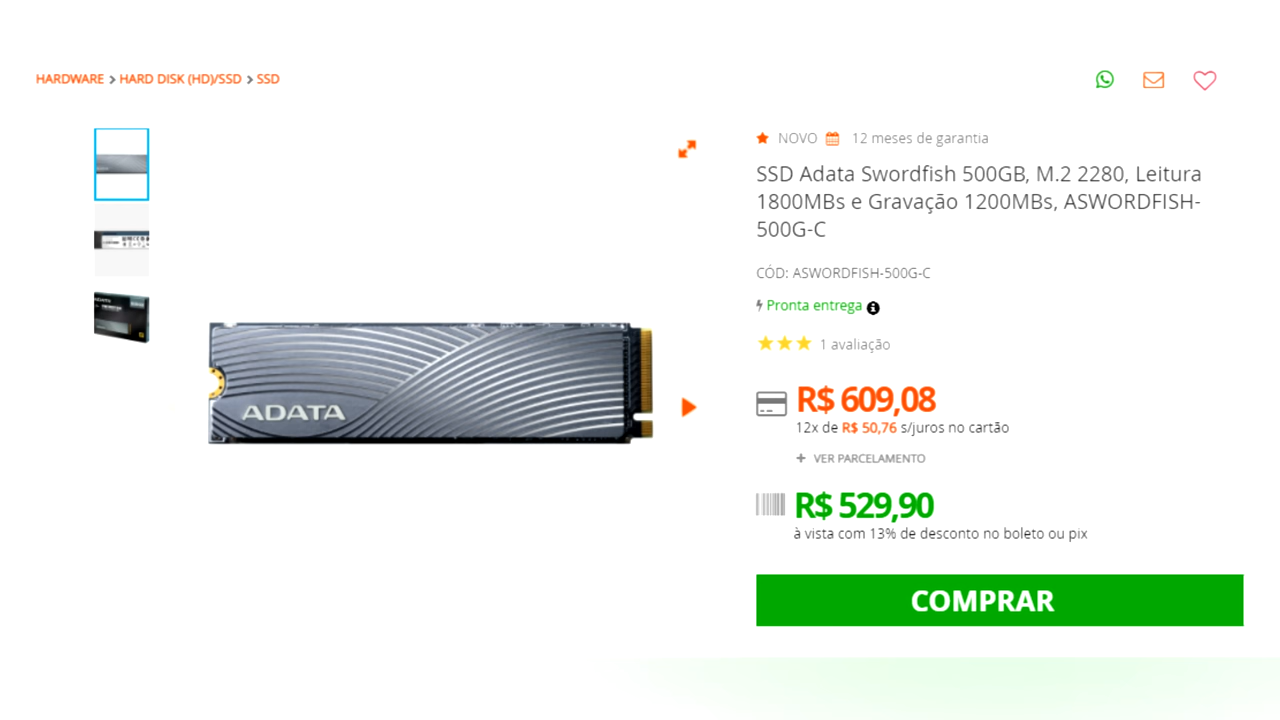 HARDWARE > HARD DISK (HD)/SSD > SSD
NOVO 12 meses de garantia
SSD Adata Swordfish 500GB, M.2 2280, Leitura
1800MBs e Gravação 1200MBs, ASWORDFISH-
500G-C
CÓD: ASWORDFISH-500G-C
Pronta entrega
1 avaliação
R$ 609,08
12x de R$ 50,76 s/juros no cartão
+ VER PARCELAMENTO
R$ 529,90
à vista com 13% de desconto no boleto ou pix
COMPRAR
ADATA